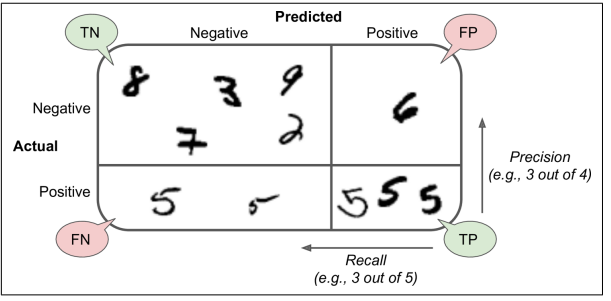 Predicted
TN
Negative
Positive
FP
8 3 9
6
Negative
7 2
Actual
Precision
(e.g., 3 out of 4)
Positive
5 5
5 5 5
FN
TP
Recall
(e.g., 3 out of 5)